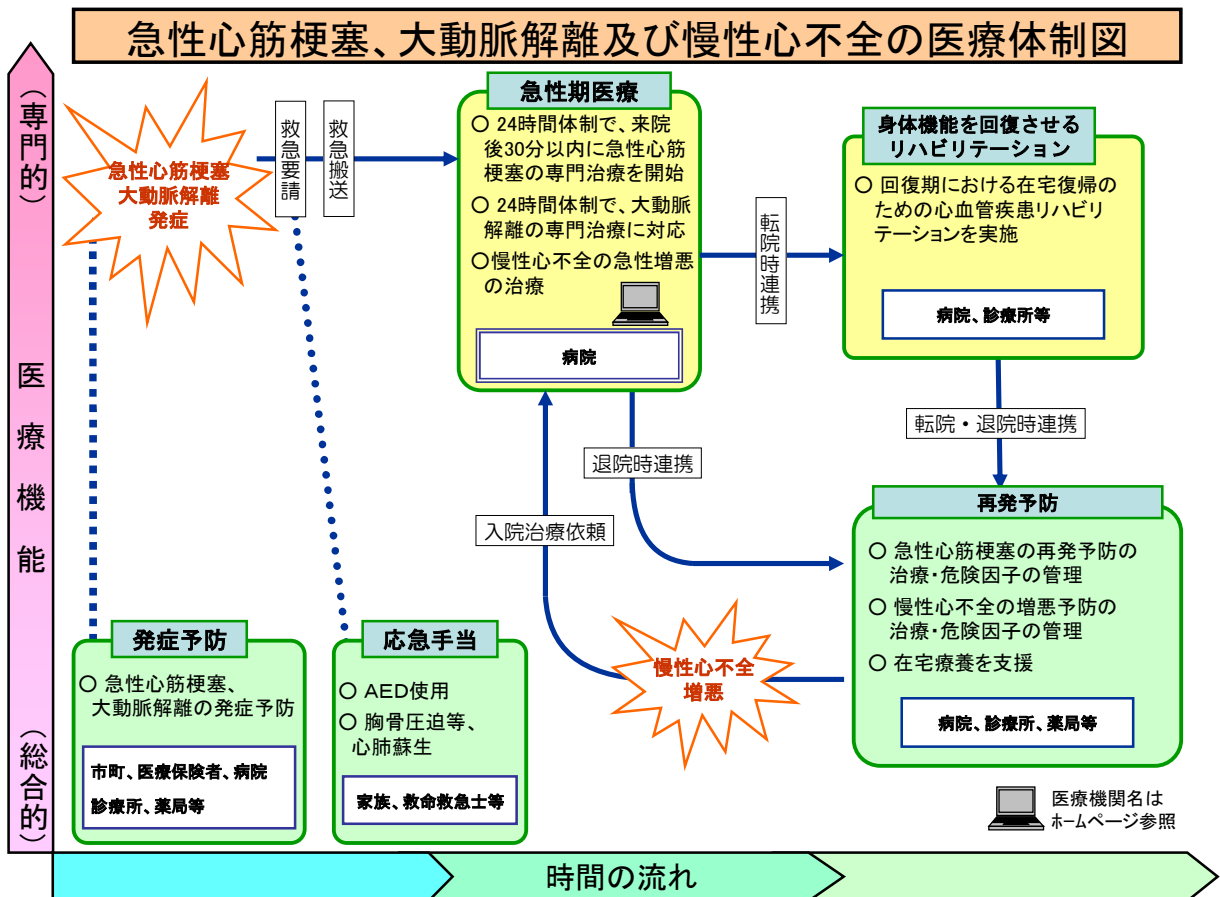 急性心筋梗塞、大動脈解離及び慢性心不全の医療体制図
（専門的）
医療機能
（総合的）
急性心筋梗塞
大動脈解離
発症
救急要請
救急搬送
急性期医療
○ 24時間体制で、来院
後30分以内に急性心筋
梗塞の専門治療を開始
○ 24時間体制で、大動脈
解離の専門治療に対応
○慢性心不全の急性増悪
の治療
病院
転院時連携
身体機能を回復させる
リハビリテーション
○ 回復期における在宅復帰の
ための心血管疾患リハビリ
テーションを実施
病院、診療所等
転院・退院時連携
退院時連携
入院治療依頼
再発予防
○ 急性心筋梗塞の再発予防の
治療・危険因子の管理
○ 慢性心不全の増悪予防の
治療・危険因子の管理
○ 在宅療養を支援
病院、診療所、薬局等
慢性心不全
増悪
発症予防
○ 急性心筋梗塞、
大動脈解離の発症予防
市町、医療保険者、病院
診療所、薬局等
応急手当
○ AED使用
○ 胸骨圧迫等、
心肺蘇生
家族、救命救急士等
医療機関名は
ホームページ参照
時間の流れ